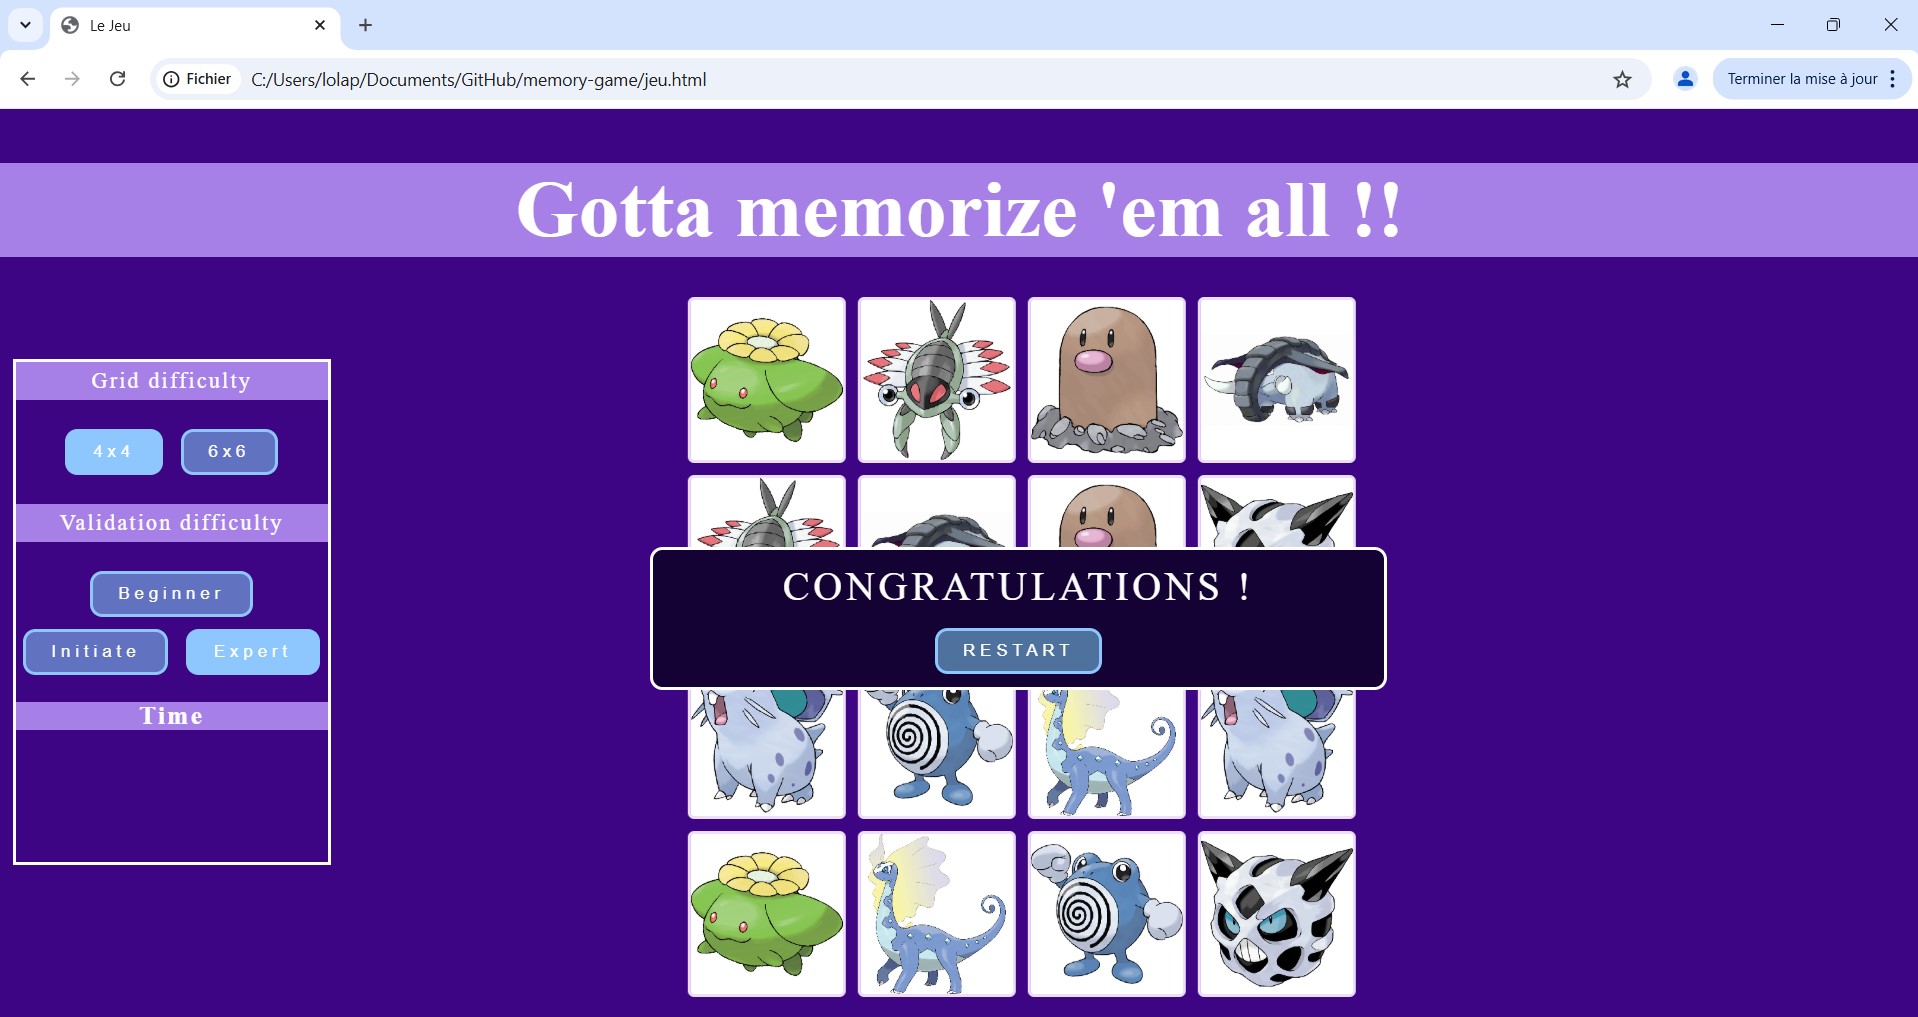 Le Jeu
Fichier C:/Users/lolap/Documents/GitHub/memory-game/jeu.html Terminer la mise à jour
Gotta memorize 'em all !!
Grid difficulty
4x4 6x6
Validation difficulty
Beginner
Initiate Expert
Time
CONGRATULATIONS !
RESTART